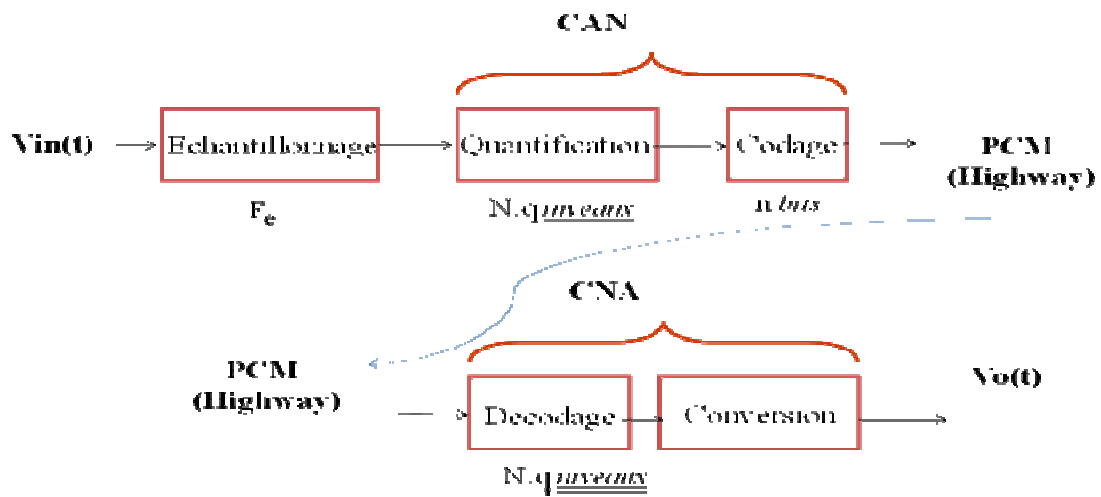 CAN
Vin(t)
Echantillonnage
Quantification
Codage
PCM
(Highway)
Fe
N.q niveaux
n bits
CNA
PCM
(Highway)
Vo(t)
Decodage
Conversion
N.q niveaux